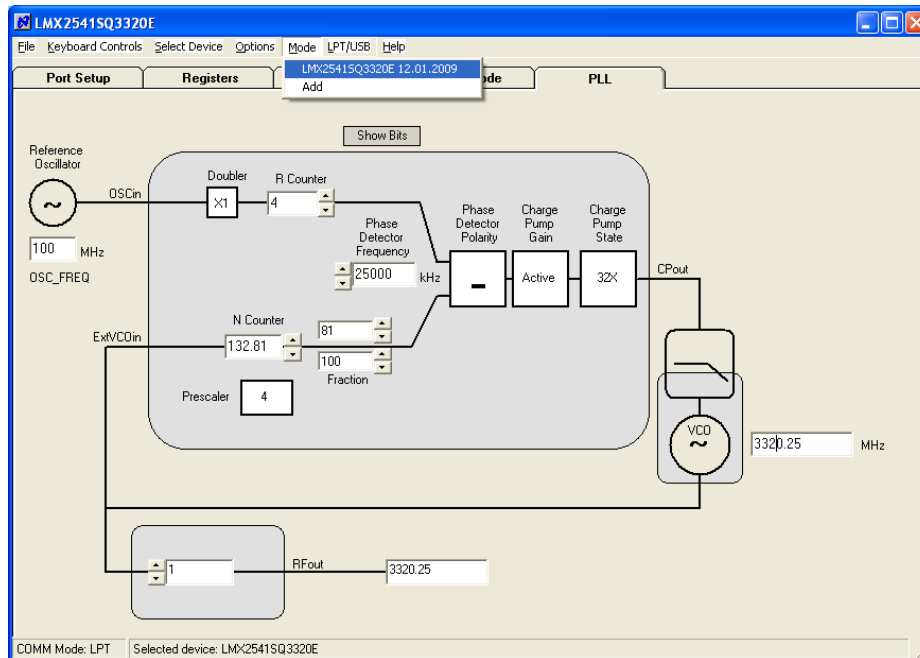 LMX2541SQ3320E
File Keyboard Controls Select Device Options Mode LPT/USB Help
LMX2541SQ3320E 12.01.2009
Add
Port Setup Registers ode PLL
Show Bits
Reference
Oscillator
OSCin
100 MHz
OSC_FREQ
Doubler
X1
R Counter
4
Phase
Detector
Frequency
25000 kHz
Phase
Detector
Polarity
-
Charge
Pump
Gain
Active
Charge
Pump
State
32X
CPout
ExtVCOin
N Counter
132.81
81
100
Fraction
Prescaler 4
VCO
3320.25 MHz
1
RFout
3320.25
COMM Mode: LPT Selected device: LMX2541SQ3320E